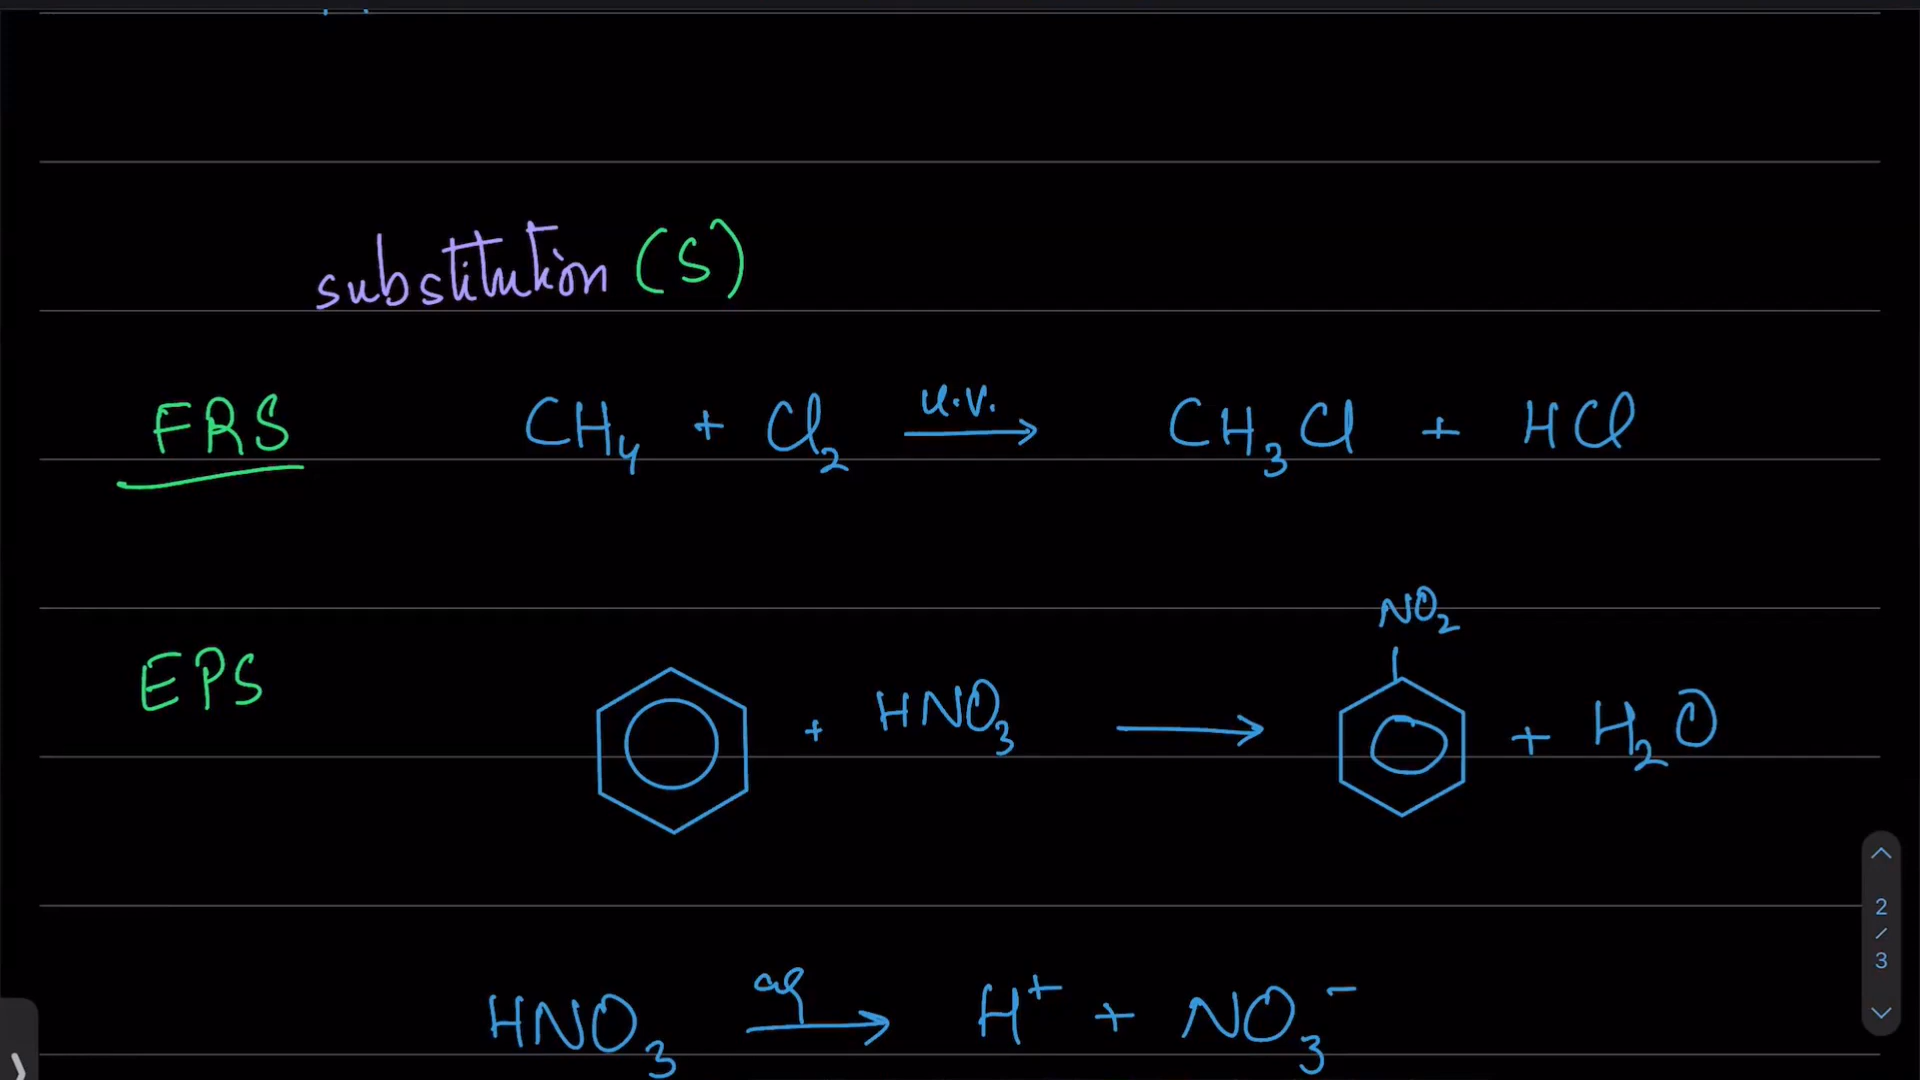 substitution (S)
FRS CH₄ + Cl₂ u.v. → CH₃Cl + HCl
NO₂
EPS + HNO₃ → + H₂O
HNO₃ aq → H⁺ + NO₃⁻
2
/
3